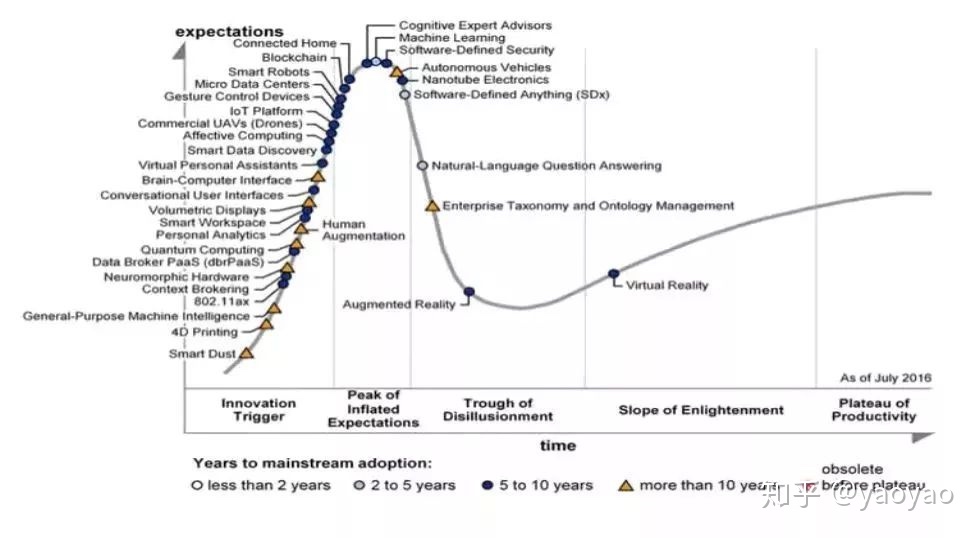 expectations
Cognitive Expert Advisors
Connected Home
Machine Learning
Blockchain
Software-Defined Security
Smart Robots
Autonomous Vehicles
Micro Data Centers
Nanotube Electronics
Gesture Control Devices
Software-Defined Anything (SDx)
IoT Platform
Commercial UAVs (Drones)
Affective Computing
Smart Data Discovery
Virtual Personal Assistants
Natural-Language Question Answering
Brain-Computer Interface
Conversational User Interfaces
Volumetric Displays
Enterprise Taxonomy and Ontology Management
Smart Workspace
Human
Augmentation
Personal Analytics
Quantum Computing
Data Broker PaaS (dbrPaaS)
Neuromorphic Hardware
Context Brokering
802.11ax
General-Purpose Machine Intelligence
4D Printing
Smart Dust
Augmented Reality
Virtual Reality
As of July 2016
Innovation
Trigger
Peak of
Inflated
Expectations
Trough of
Disillusionment
Slope of Enlightenment
Plateau of
Productivity
time
Years to mainstream adoption:
less than 2 years
2 to 5 years
5 to 10 years
more than 10 years
obsolete
before plateau
知乎 @yaoyao